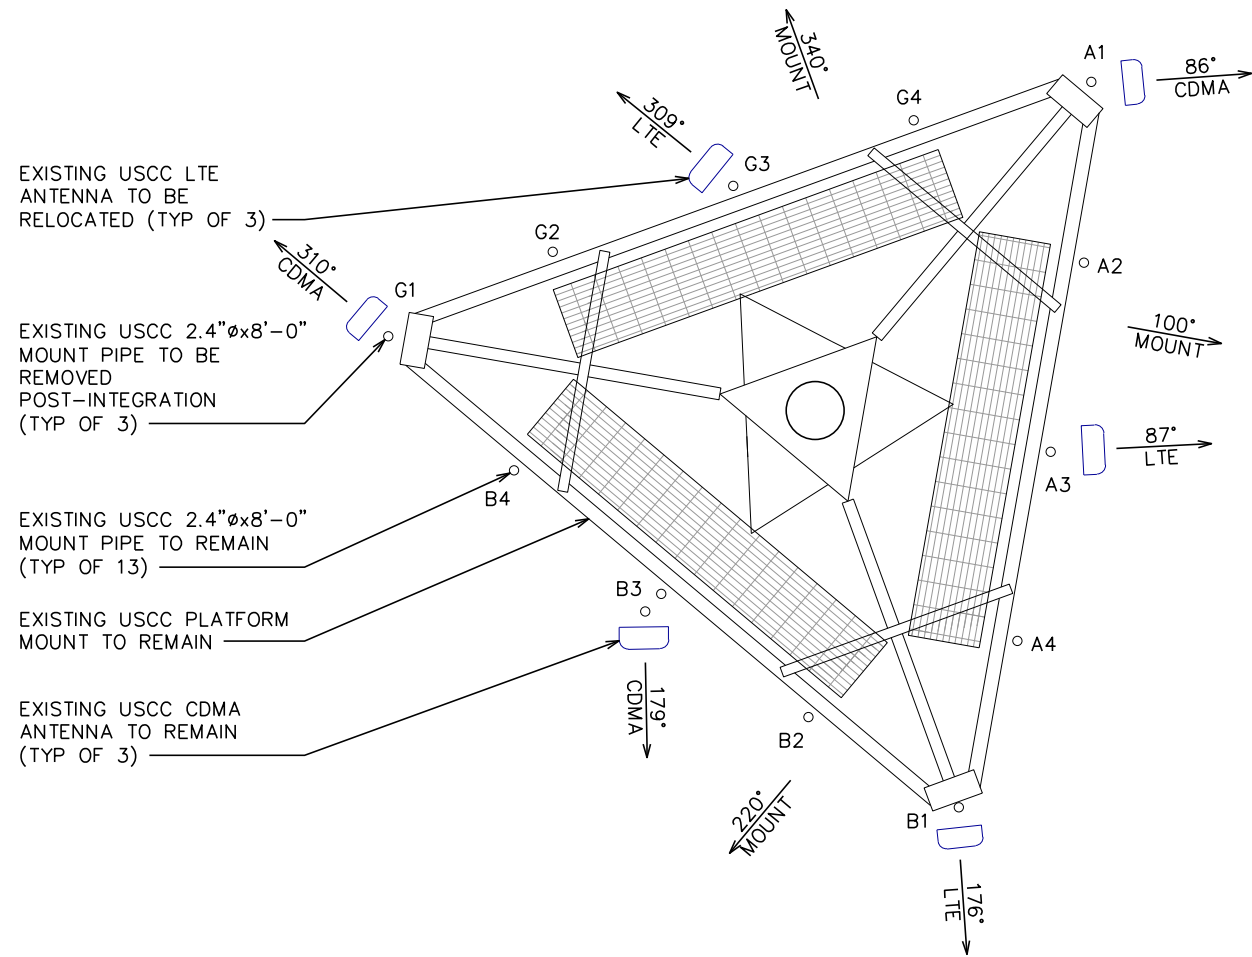 340°
MOUNT
A1
86°
CDMA
G4
309°
LTE
G3
EXISTING USCC LTE
ANTENNA TO BE
RELOCATED (TYP OF 3)
G2
310°
CDMA
G1
A2
EXISTING USCC 2.4"øx8'-0"
MOUNT PIPE TO BE
REMOVED
POST-INTEGRATION
(TYP OF 3)
100°
MOUNT
87°
LTE
A3
B4
EXISTING USCC 2.4"øx8'-0"
MOUNT PIPE TO REMAIN
(TYP OF 13)
B3
EXISTING USCC PLATFORM
MOUNT TO REMAIN
A4
179°
CDMA
EXISTING USCC CDMA
ANTENNA TO REMAIN
(TYP OF 3)
B2
220°
MOUNT
B1
176°
LTE